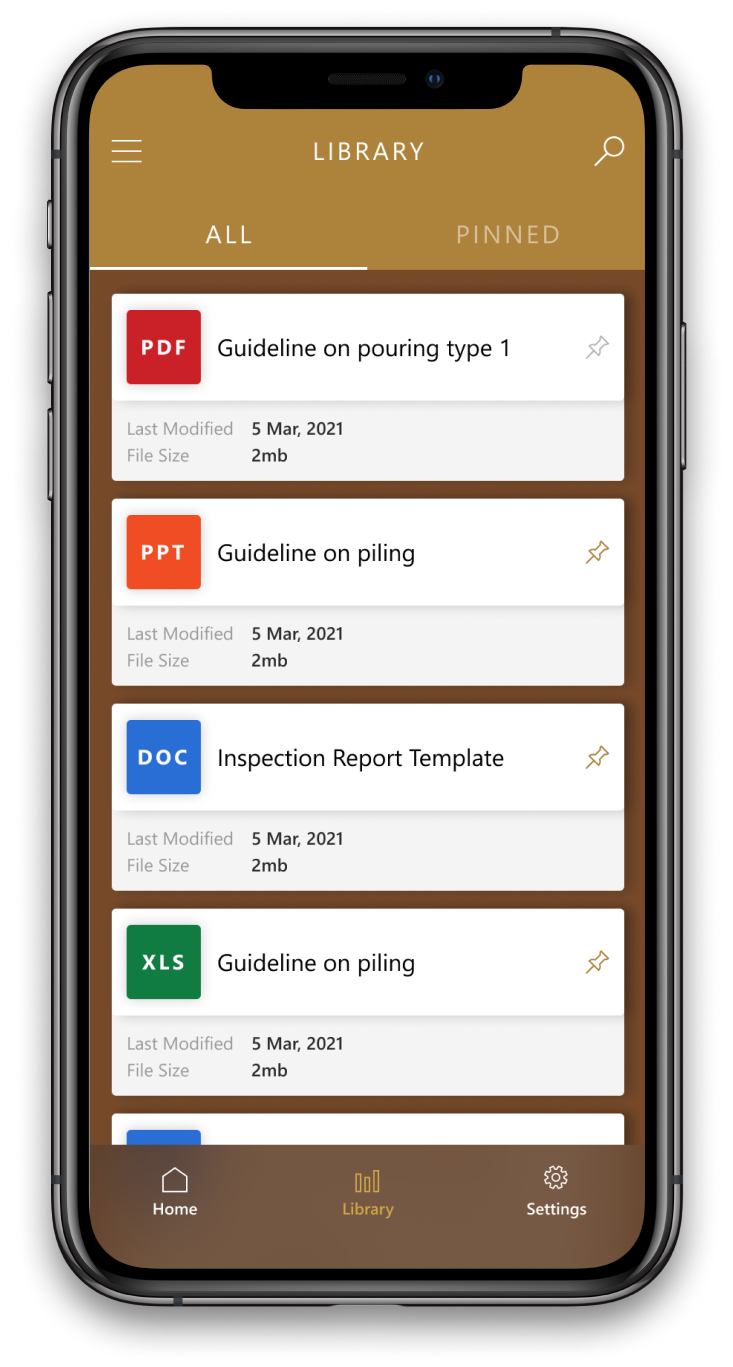 LIBRARY
ALL PINNED
PDF Guideline on pouring type 1
Last Modified 5 Mar, 2021
File Size 2mb
PPT Guideline on piling
Last Modified 5 Mar, 2021
File Size 2mb
DOC Inspection Report Template
Last Modified 5 Mar, 2021
File Size 2mb
XLS Guideline on piling
Last Modified 5 Mar, 2021
File Size 2mb
Home Library Settings